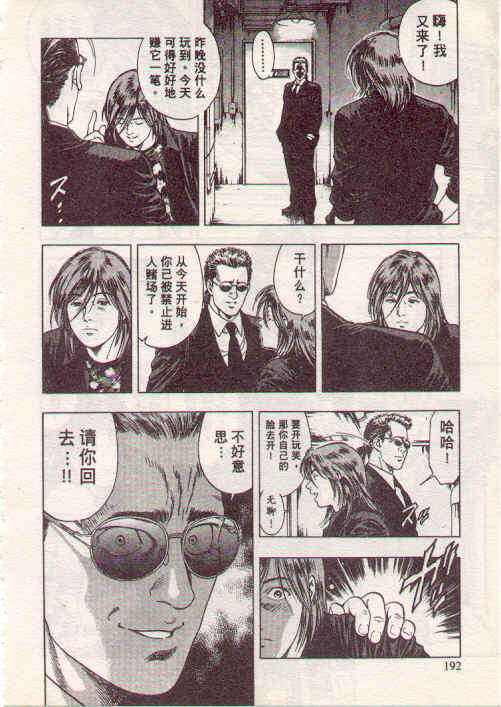 嗨！我
又来了！
………
昨晚没什么
玩到。今天
可得好好地
赚它一笔。
ス…
干什么？
从今天开始，
你己被禁止进
人赌场了。
哈哈！
要开玩笑，
那你自己的
脸去开！
无聊！
不好意
思…
请你回
去…!!
192